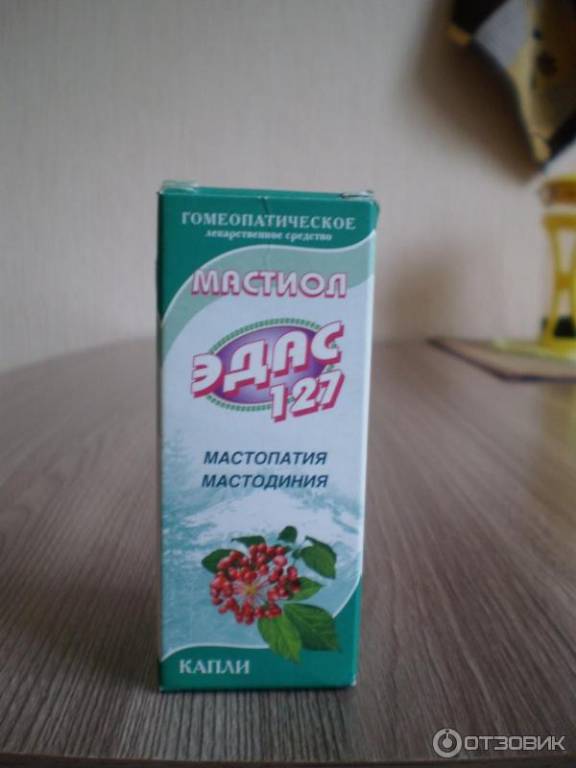 ГОМЕОПАТИЧЕСКОЕ
лекарственное средство
МАСТИОЛ
ЭДАС
127
МАСТОПАТИЯ
МАСТОДИНИЯ
КАПЛИ
ОТЗОВИК